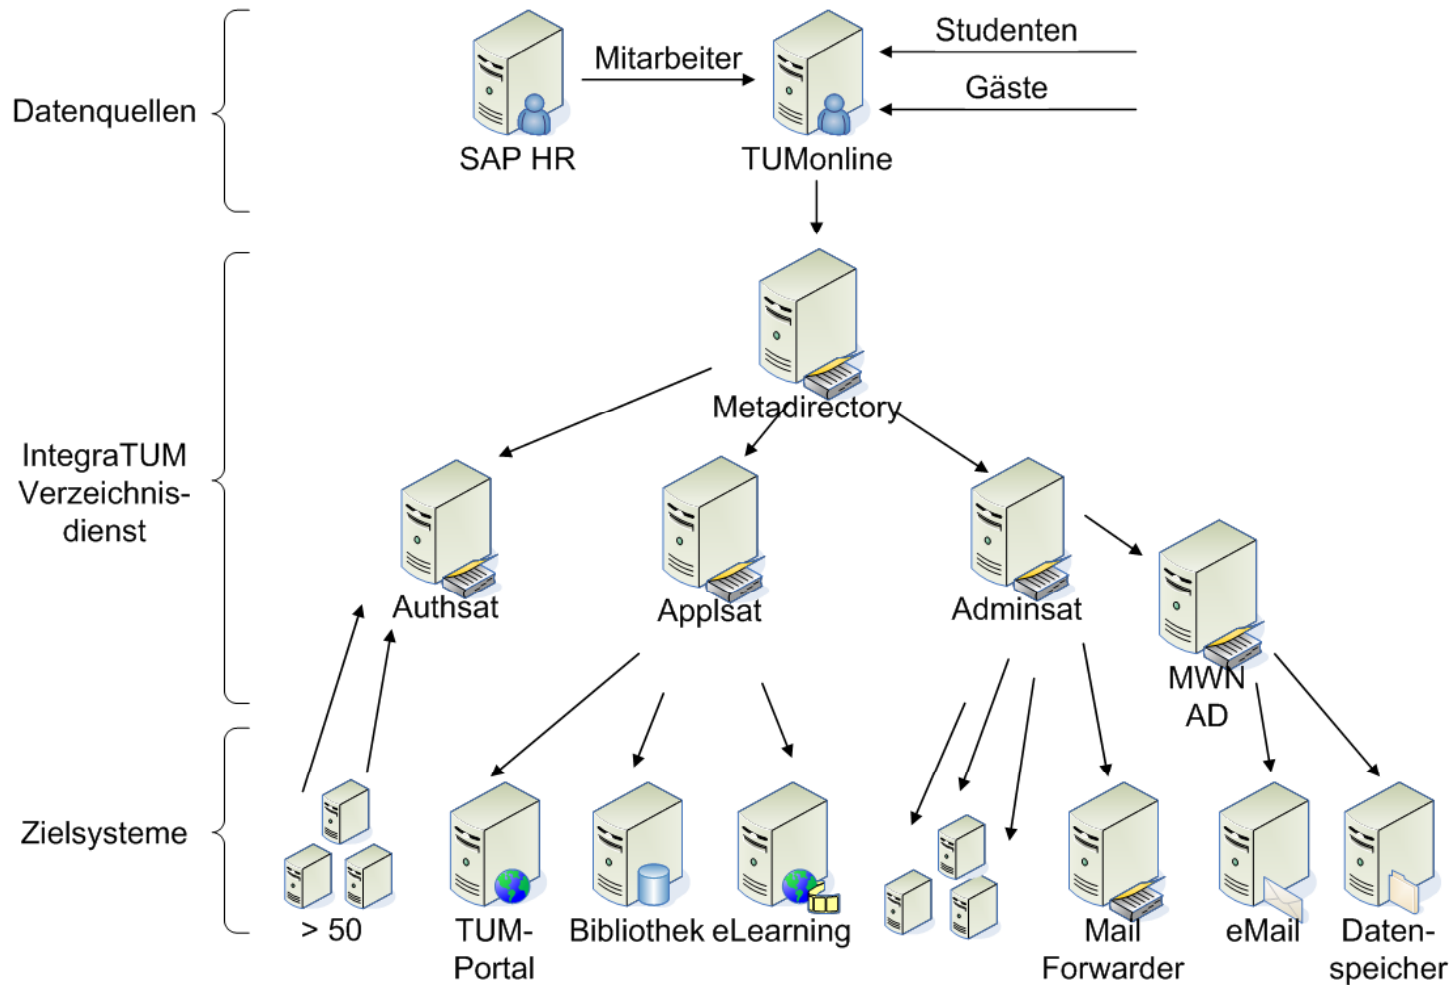 Studenten
Mitarbeiter
Gäste
Datenquellen
SAP HR
TUMonline
Metadirectory
IntegraTUM
Verzeichnis-
dienst
Authsat
Applsat
Adminsat
MWN
AD
Zielsysteme
> 50
TUM-
Portal
Bibliothek
eLearning
Mail
Forwarder
eMail
Daten-
speicher